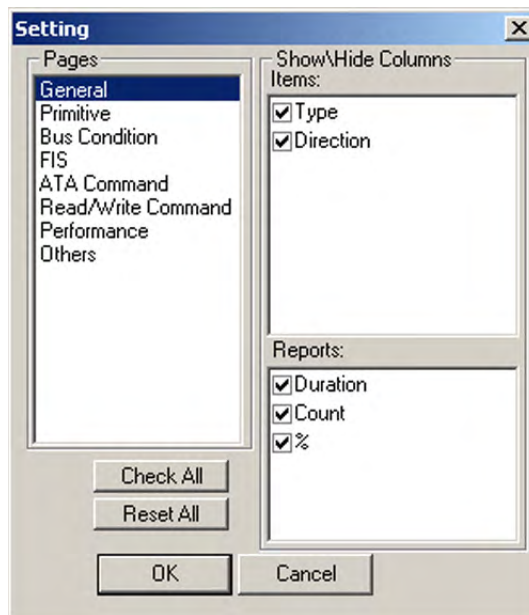 Setting
Pages
General
Primitive
Bus Condition
FIS
ATA Command
Read/Write Command
Performance
Others
Check All
Reset All
Show\Hide Columns
Items:
Type
Direction
Reports:
Duration
Count
%
OK
Cancel